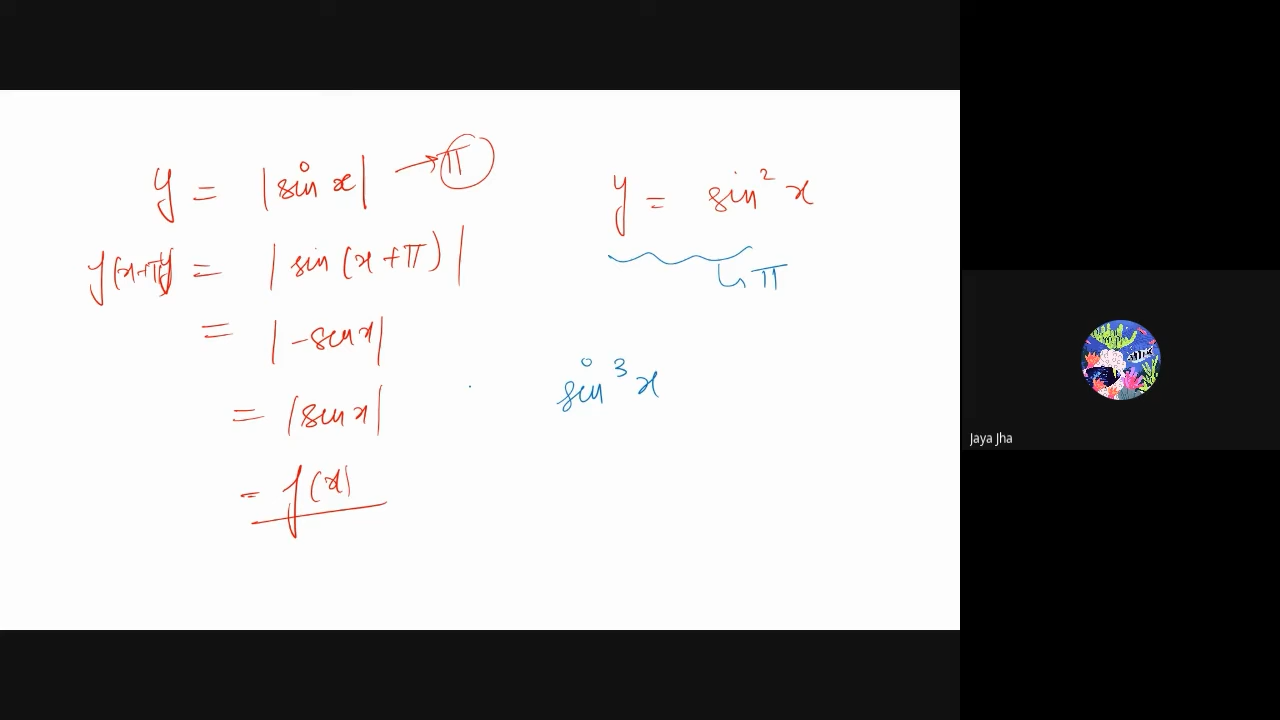 y = |sin x| → π
f(x+π) = |sin(x+π)|
= |-sin x|
= |sin x|
= f(x)
y = sin² x
↳ π
sin³ x
Jaya Jha